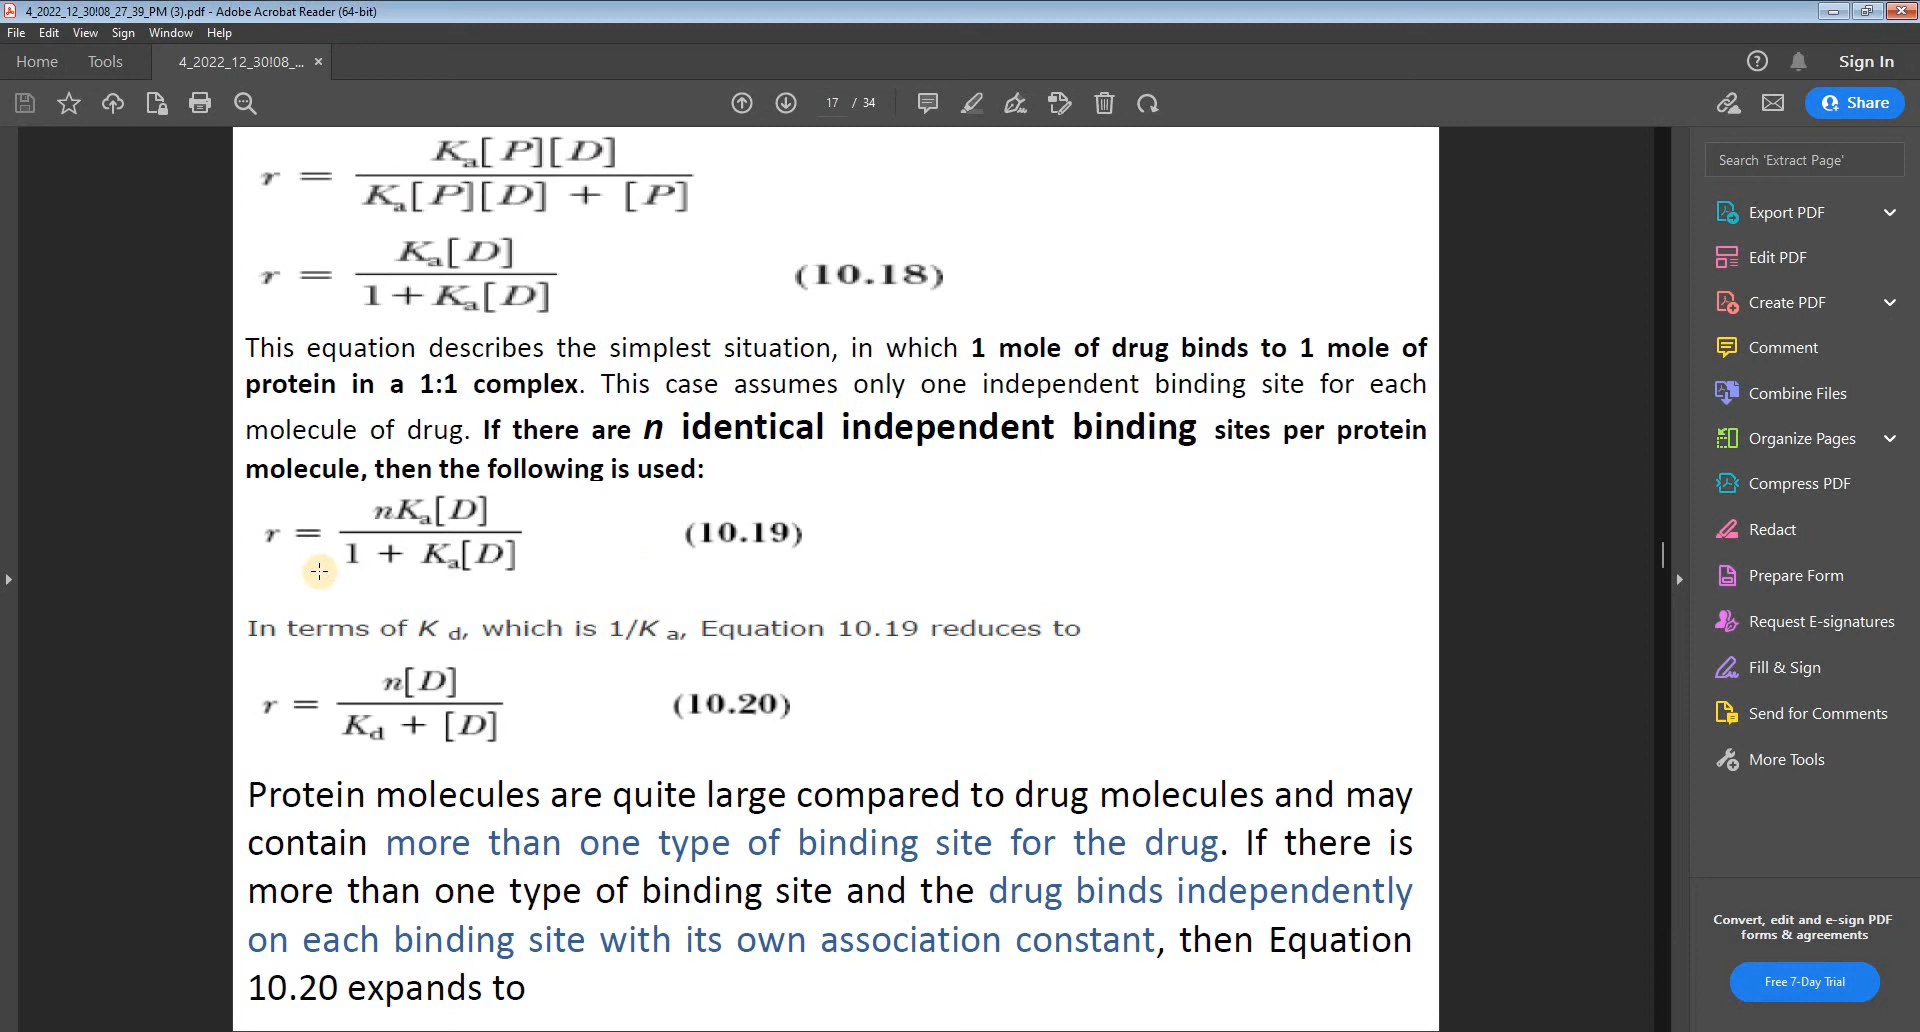 4_2022_12_30!08_27_39_PM (3).pdf - Adobe Acrobat Reader (64-bit)
File Edit View Sign Window Help
Home Tools 4_2022_12_30!08_... × Sign In
17 / 34 Share
r = Kₐ[P][D] / Kₐ[P][D] + [P]
r = Kₐ[D] / 1 + Kₐ[D] (10.18)
This equation describes the simplest situation, in which 1 mole of drug binds to 1 mole of
protein in a 1:1 complex. This case assumes only one independent binding site for each
molecule of drug. If there are n identical independent binding sites per protein
molecule, then the following is used:
r = nKₐ[D] / 1 + Kₐ[D] (10.19)
In terms of K d, which is 1/K a, Equation 10.19 reduces to
r = n[D] / K_d + [D] (10.20)
Protein molecules are quite large compared to drug molecules and may
contain more than one type of binding site for the drug. If there is
more than one type of binding site and the drug binds independently
on each binding site with its own association constant, then Equation
10.20 expands to
Search 'Extract Page'
Export PDF
Edit PDF
Create PDF
Comment
Combine Files
Organize Pages
Compress PDF
Redact
Prepare Form
Request E-signatures
Fill & Sign
Send for Comments
More Tools
Convert, edit and e-sign PDF
forms & agreements
Free 7-Day Trial